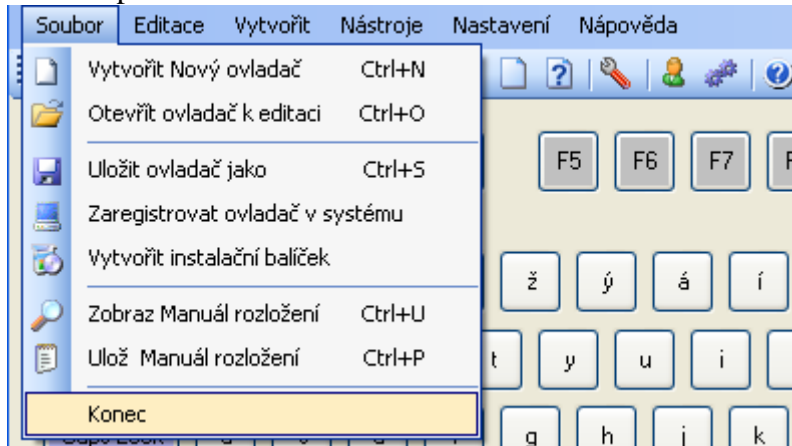 Soubor Editace Vytvořit Nástroje Nastavení Nápověda
Vytvořit Nový ovladač Ctrl+N
Otevřít ovladač k editaci Ctrl+O
F5 F6 F7
Uložit ovladač jako Ctrl+S
Zaregistrovat ovladač v systému
Vytvořit instalační balíček
ž ý á í
Zobraz Manuál rozložení Ctrl+U
Ulož Manuál rozložení Ctrl+P
t y u i
Konec
g h j k